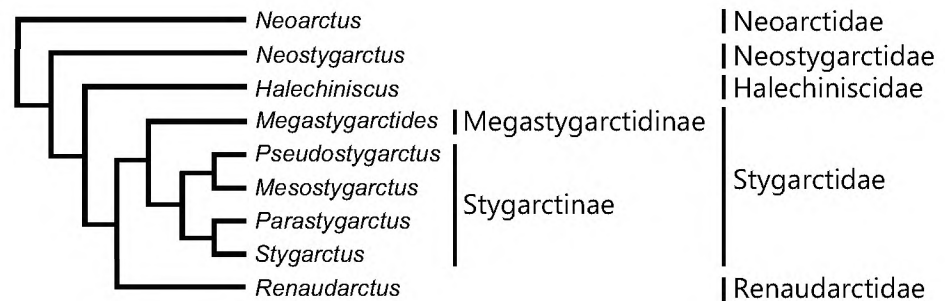 Neoarctus Neoarctidae
Neostygarctus Neostygarctidae
Halechiniscus Halechiniscidae
Megastygarctides Megastygarctidinae
Pseudostygarctus
Mesostygarctus Stygarctidae
Stygarctinae
Parastygarctus
Stygarctus
Renaudarctus Renaudarctidae